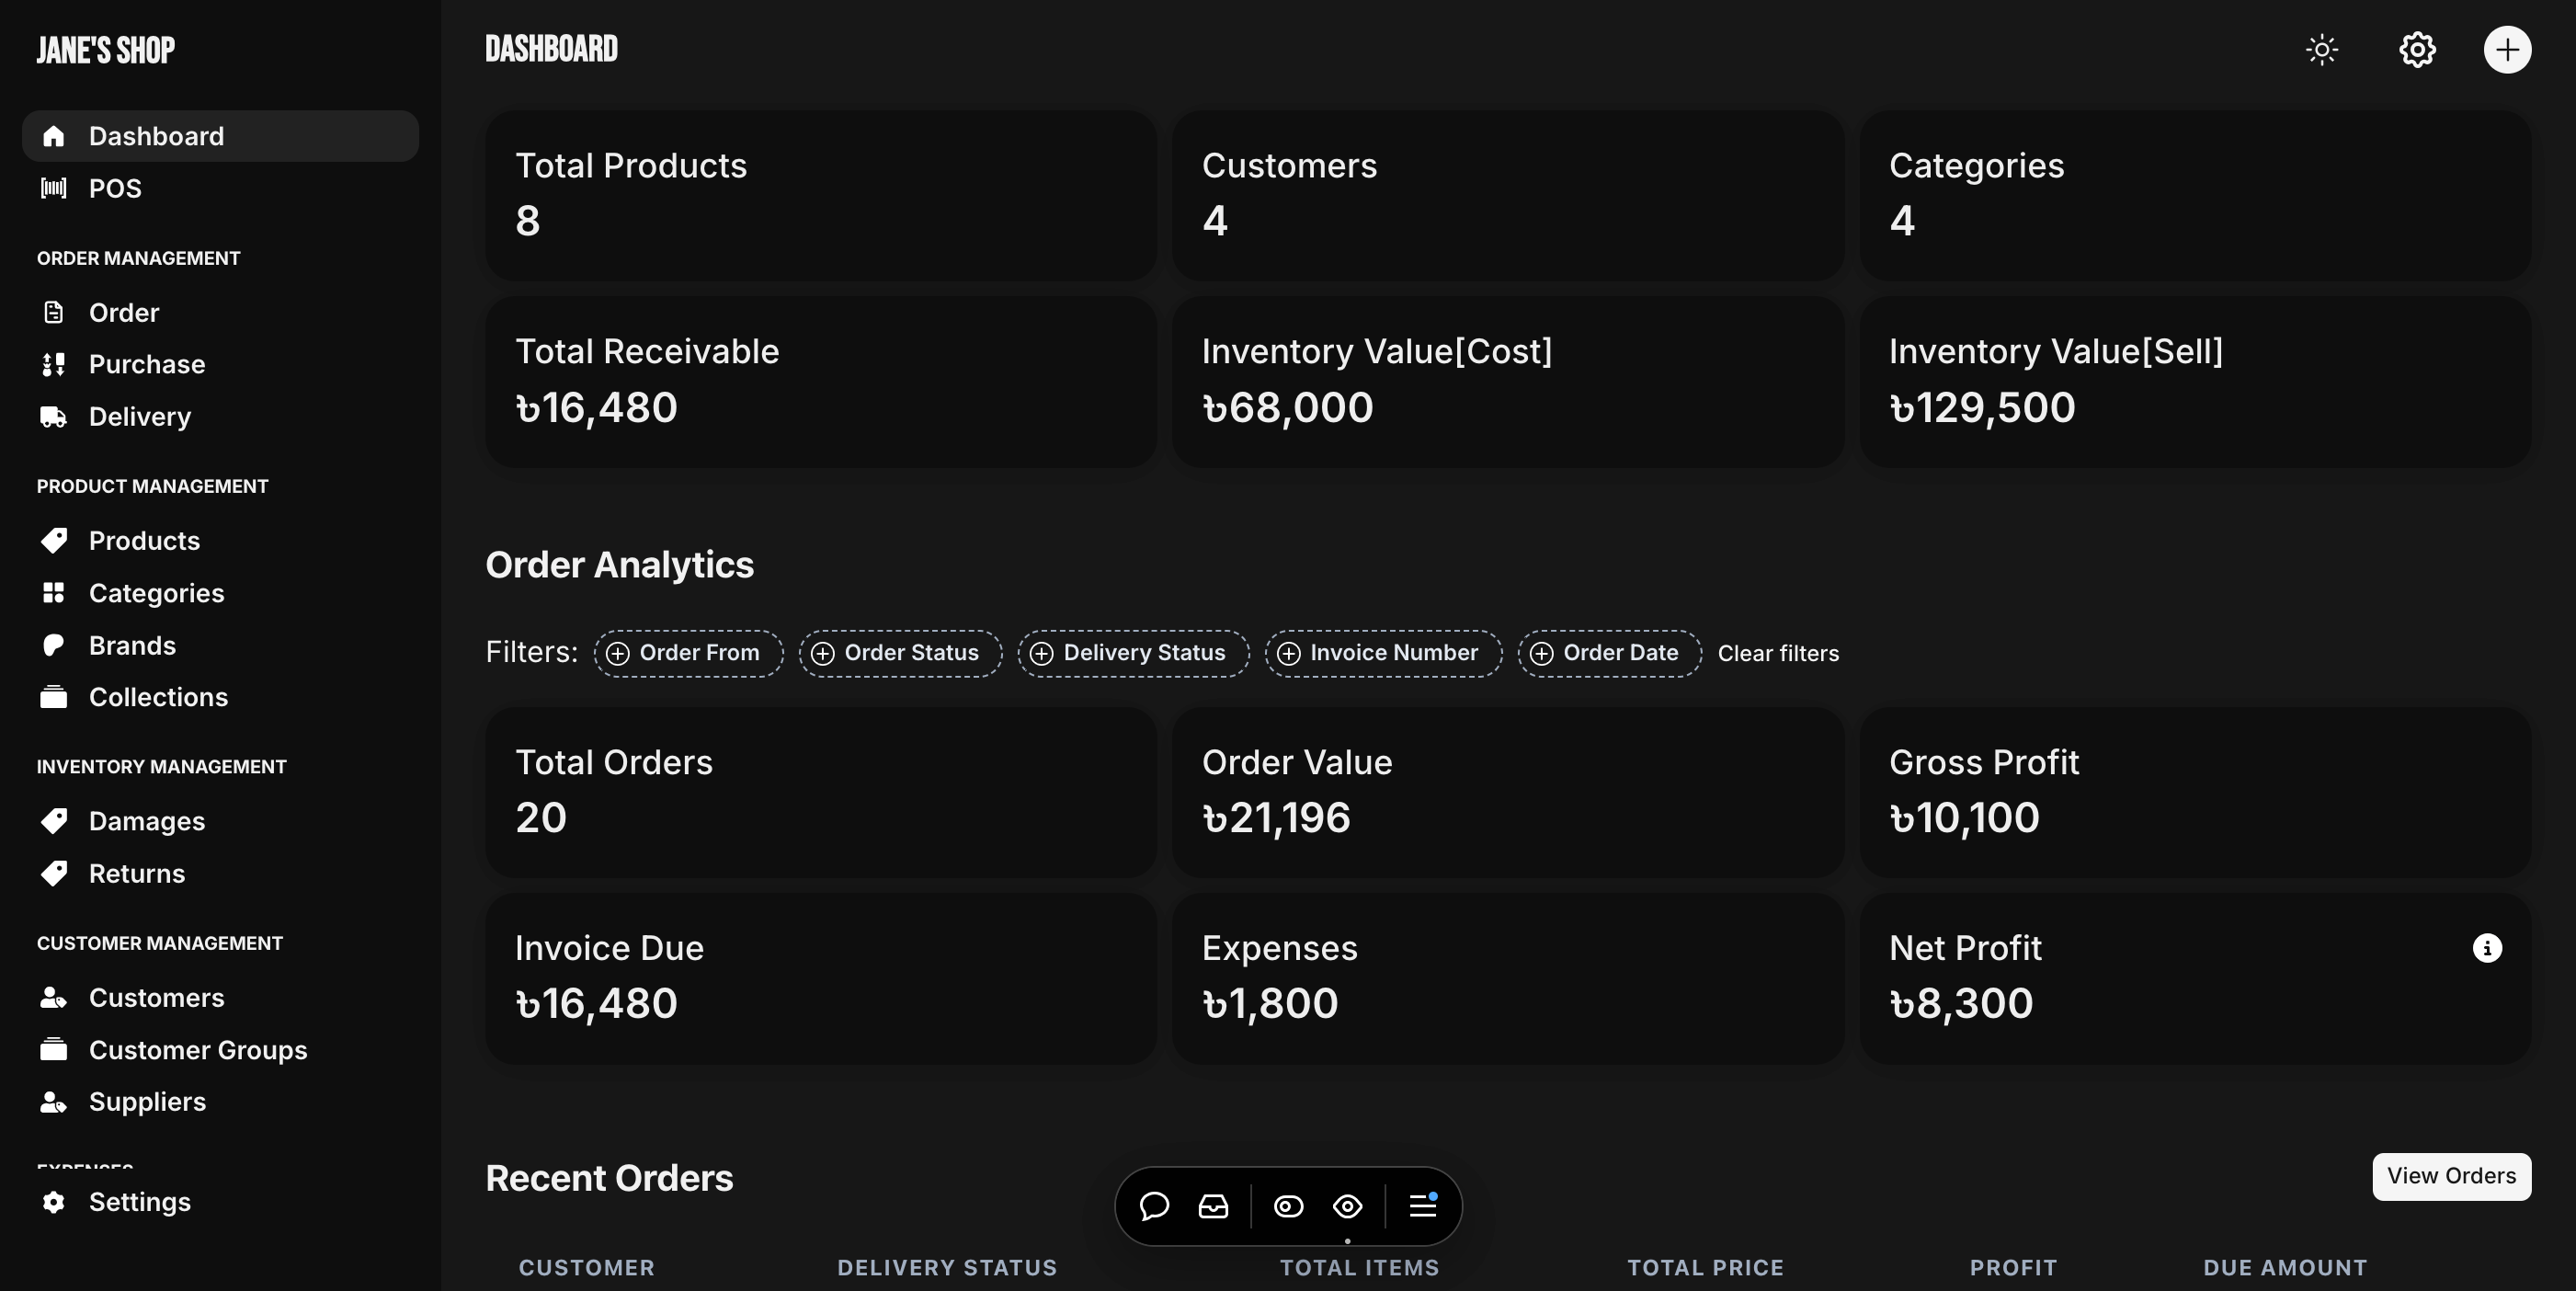 JANE'S SHOP
Dashboard
POS
ORDER MANAGEMENT
Order
Purchase
Delivery
PRODUCT MANAGEMENT
Products
Categories
Brands
Collections
INVENTORY MANAGEMENT
Damages
Returns
CUSTOMER MANAGEMENT
Customers
Customer Groups
Suppliers
EXPENSES
Settings
DASHBOARD
Total Products
8
Customers
4
Categories
4
Total Receivable
৳16,480
Inventory Value[Cost]
৳68,000
Inventory Value[Sell]
৳129,500
Order Analytics
Filters: Order From Order Status Delivery Status Invoice Number Order Date Clear filters
Total Orders
20
Order Value
৳21,196
Gross Profit
৳10,100
Invoice Due
৳16,480
Expenses
৳1,800
Net Profit
৳8,300
Recent Orders
View Orders
CUSTOMER DELIVERY STATUS TOTAL ITEMS TOTAL PRICE PROFIT DUE AMOUNT